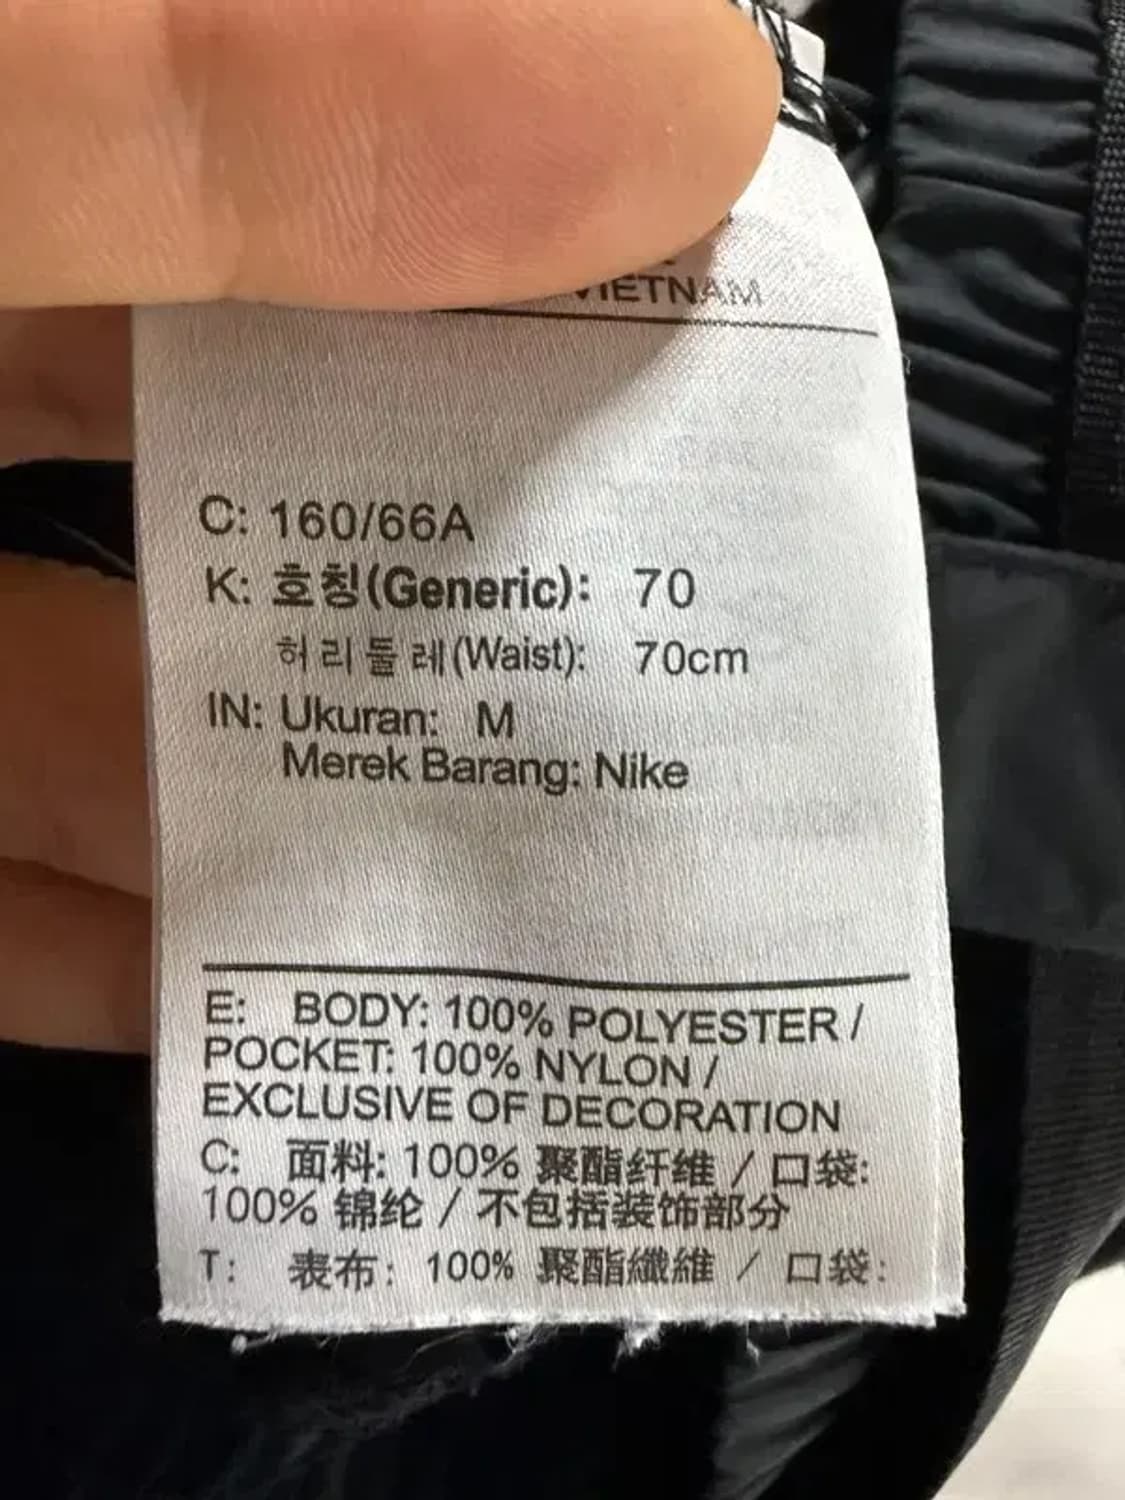 VIETNAM
C: 160/66A
K: 호칭(Generic): 70
허리둘레(Waist): 70cm
IN: Ukuran: M
Merek Barang: Nike
E: BODY: 100% POLYESTER /
POCKET: 100% NYLON /
EXCLUSIVE OF DECORATION
C: 面料: 100% 聚酯纤维 / 口袋:
100% 锦纶 / 不包括装饰部分
T: 表布: 100% 聚酯纖維 / 口袋: